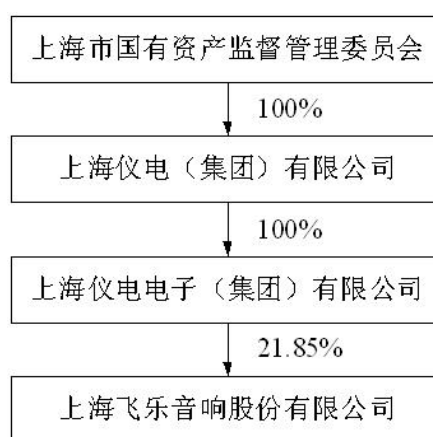 上海市国有资产监督管理委员会
100%
上海仪电（集团）有限公司
100%
上海仪电电子（集团）有限公司
21.85%
上海飞乐音响股份有限公司